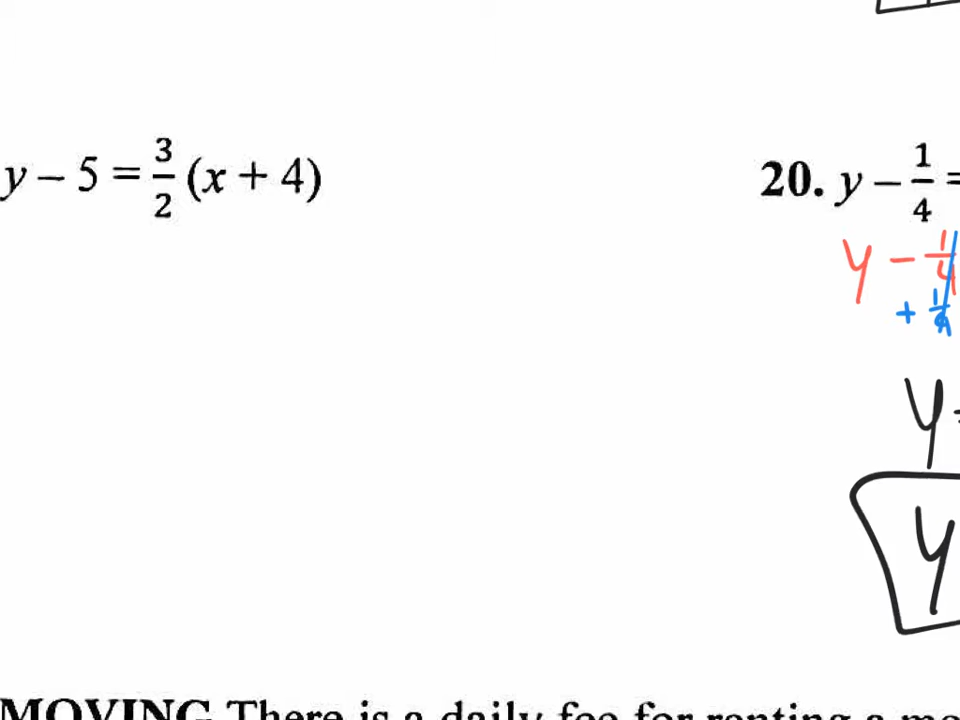 y – 5 = 3/2 (x + 4)
20. y – 1/4 =
y – 1/4
+ 1/4
y =
y
MOVING There is a daily fee for renting a mo